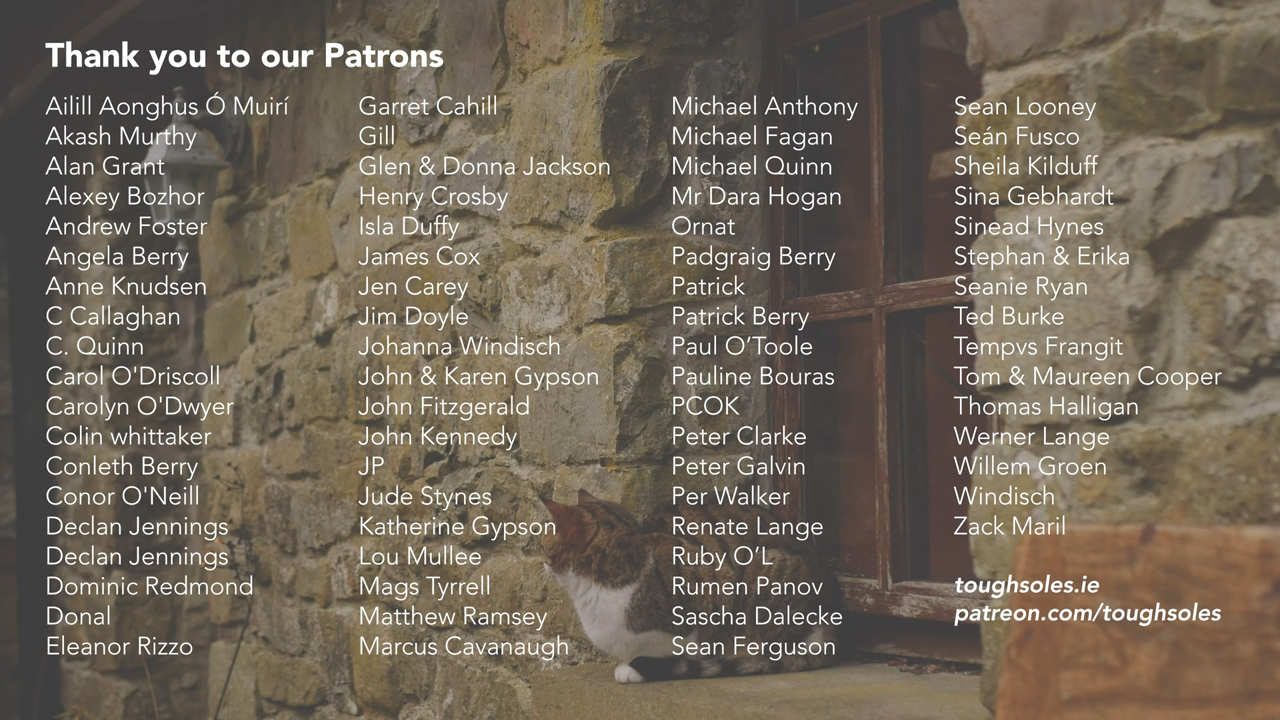 Thank you to our Patrons
Ailill Aonghus Ó Muirí
Akash Murthy
Alan Grant
Alexey Bozhor
Andrew Foster
Angela Berry
Anne Knudsen
C Callaghan
C. Quinn
Carol O'Driscoll
Carolyn O'Dwyer
Colin whittaker
Conleth Berry
Conor O'Neill
Declan Jennings
Declan Jennings
Dominic Redmond
Donal
Eleanor Rizzo
Garret Cahill
Gill
Glen & Donna Jackson
Henry Crosby
Isla Duffy
James Cox
Jen Carey
Jim Doyle
Johanna Windisch
John & Karen Gypson
John Fitzgerald
John Kennedy
JP
Jude Stynes
Katherine Gypson
Lou Mullee
Mags Tyrrell
Matthew Ramsey
Marcus Cavanaugh
Michael Anthony
Michael Fagan
Michael Quinn
Mr Dara Hogan
Ornat
Padgraig Berry
Patrick
Patrick Berry
Paul O’Toole
Pauline Bouras
PCOK
Peter Clarke
Peter Galvin
Per Walker
Renate Lange
Ruby O’L
Rumen Panov
Sascha Dalecke
Sean Ferguson
Sean Looney
Seán Fusco
Sheila Kilduff
Sina Gebhardt
Sinead Hynes
Stephan & Erika
Seanie Ryan
Ted Burke
Tempvs Frangit
Tom & Maureen Cooper
Thomas Halligan
Werner Lange
Willem Groen
Windisch
Zack Maril
toughsoles.ie
patreon.com/toughsoles